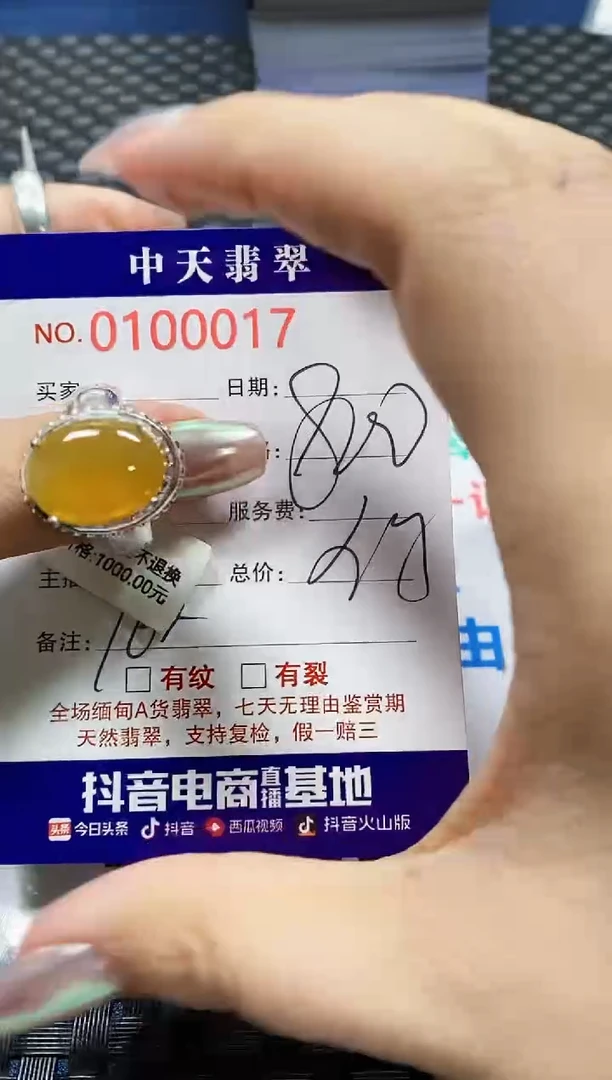 中天翡翠
NO. 0100017
买家
日期:
80
服务费:
不退换
格:1000.00元
总价:
备注:
有纹 有裂
全场缅甸A货翡翠，七天无理由鉴赏期
天然翡翠，支持复检，假一赔三
抖音电商直播基地
头条 今日头条 抖音 西瓜视频 抖音火山版
由